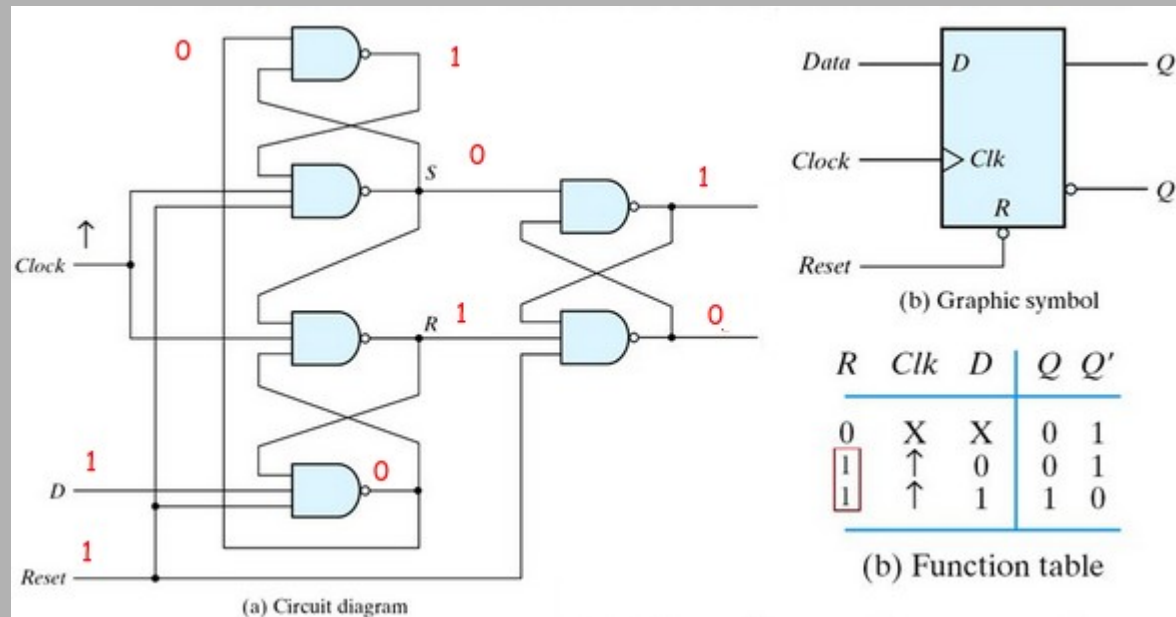 0
1
S
0
1
↑
Clock
R
1
0
1
D
0
1
Reset
(a) Circuit diagram
Data
D
Q
Clock
Clk
Q
R
Reset
(b) Graphic symbol
R Clk D Q Q'
0 X X 0 1
1 ↑ 0 0 1
1 ↑ 1 1 0
(b) Function table